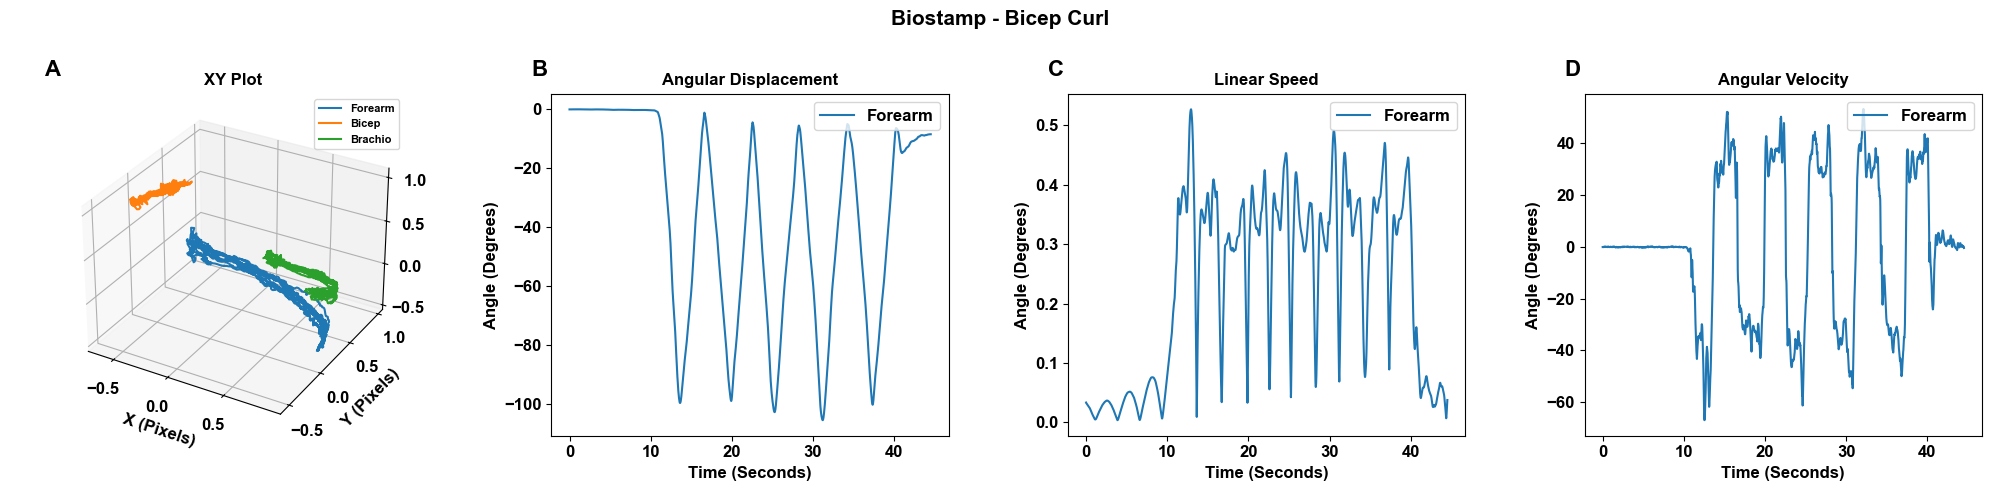 Biostamp - Bicep Curl
A
XY Plot
Forearm
Bicep
Brachio
1.0
0.5
0.0
−0.5
1.0
0.5
0.0
−0.5
−0.5
0.0
0.5
X (Pixels)
Y (Pixels)
B
Angular Displacement
Forearm
0
−20
−40
−60
−80
−100
Angle (Degrees)
0
10
20
30
40
Time (Seconds)
C
Linear Speed
Forearm
0.5
0.4
0.3
0.2
0.1
0.0
Angle (Degrees)
0
10
20
30
40
Time (Seconds)
D
Angular Velocity
Forearm
40
20
0
−20
−40
−60
Angle (Degrees)
0
10
20
30
40
Time (Seconds)